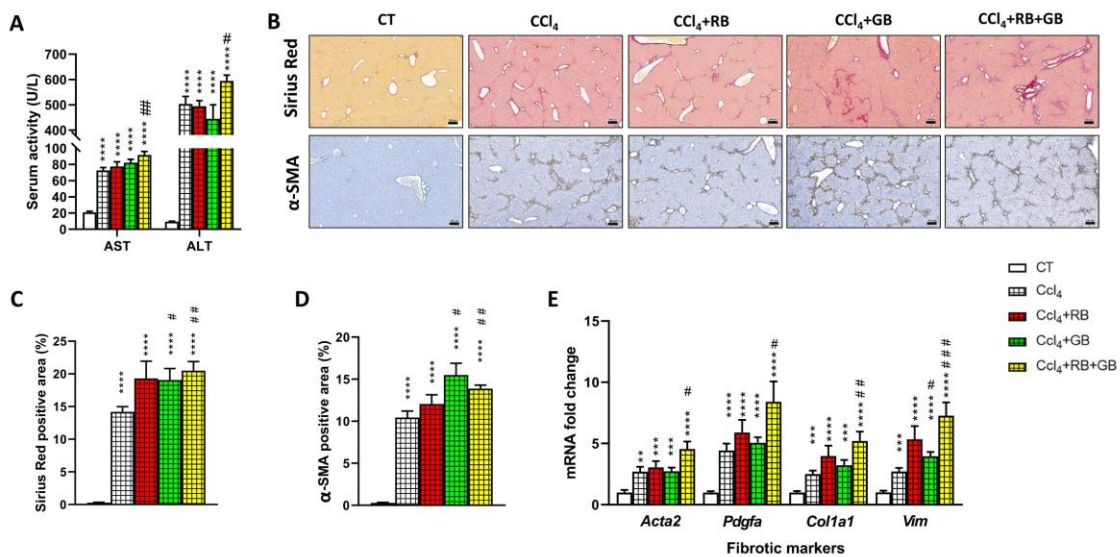 A
Serum activity (U/L)
700
600
500
400
300
100
80
60
40
20
0
****
****
****
**** ##
****
****
****
**** #
AST
ALT
B
CT
CCl4
CCl4+RB
CCl4+GB
CCl4+RB+GB
Sirius Red
α-SMA
C
Sirius Red positive area (%)
25
20
15
10
5
0
****
****
**** #
**** ##
D
α-SMA positive area (%)
20
15
10
5
0
****
****
**** #
**** ##
E
mRNA fold change
15
10
5
0
**
***
***
**** #
****
****
****
**** #
***
****
***
**** ##
***
****
**** #
**** ###
Acta2
Pdgfa
Col1a1
Vim
Fibrotic markers
CT
Ccl4
Ccl4+RB
Ccl4+GB
Ccl4+RB+GB